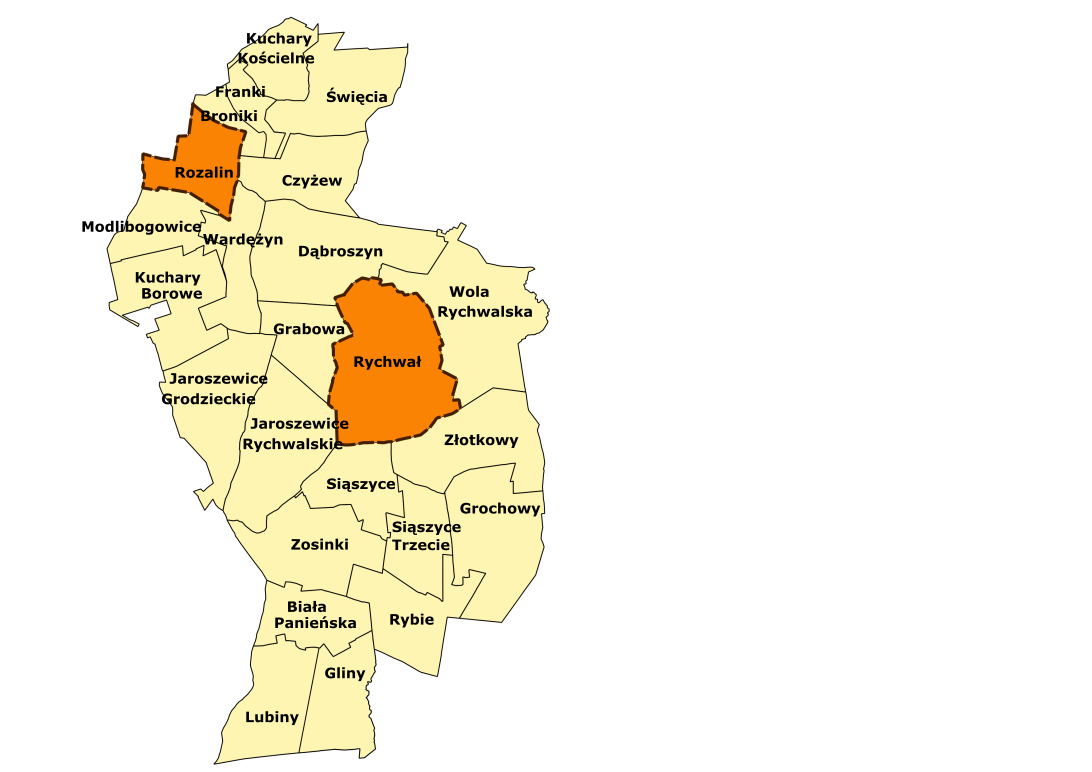 Kuchary
Kościelne
Franki
Święcia
Broniki
Rozalin
Czyżew
Modlibogowice
Wardężyn
Dąbroszyn
Kuchary
Borowe
Wola
Rychwalska
Grabowa
Rychwał
Jaroszewice
Grodzieckie
Jaroszewice
Rychwalskie
Złotkowy
Siąszyce
Grochowy
Siąszyce
Trzecie
Zosinki
Biała
Panieńska
Rybie
Gliny
Lubiny